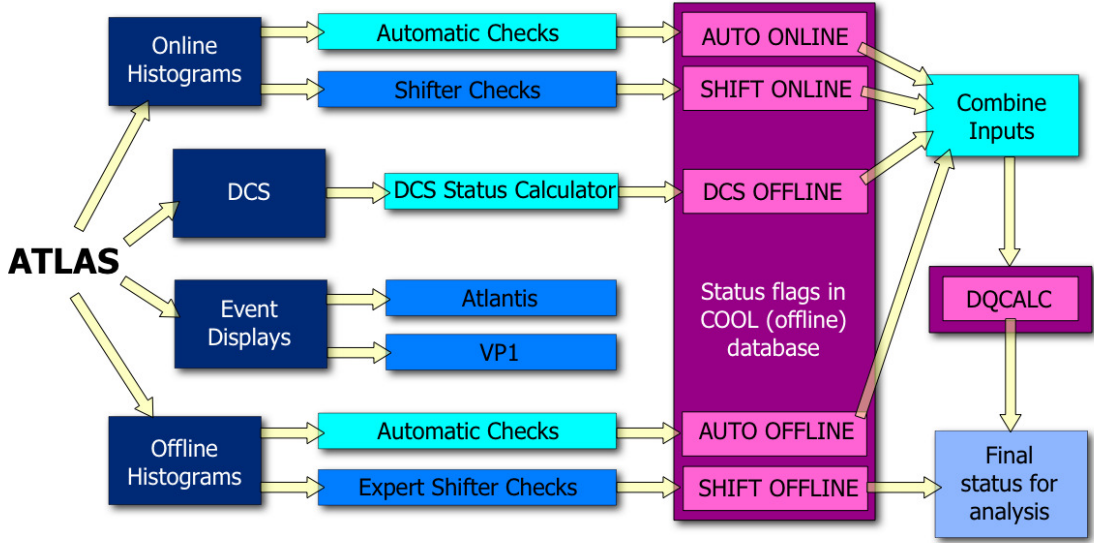 Online
Histograms
Automatic Checks
AUTO ONLINE
Shifter Checks
SHIFT ONLINE
Combine
Inputs
DCS
DCS Status Calculator
DCS OFFLINE
ATLAS
Event
Displays
Atlantis
VP1
Status flags in
COOL (offline)
database
DQCALC
Offline
Histograms
Automatic Checks
AUTO OFFLINE
Expert Shifter Checks
SHIFT OFFLINE
Final
status for
analysis